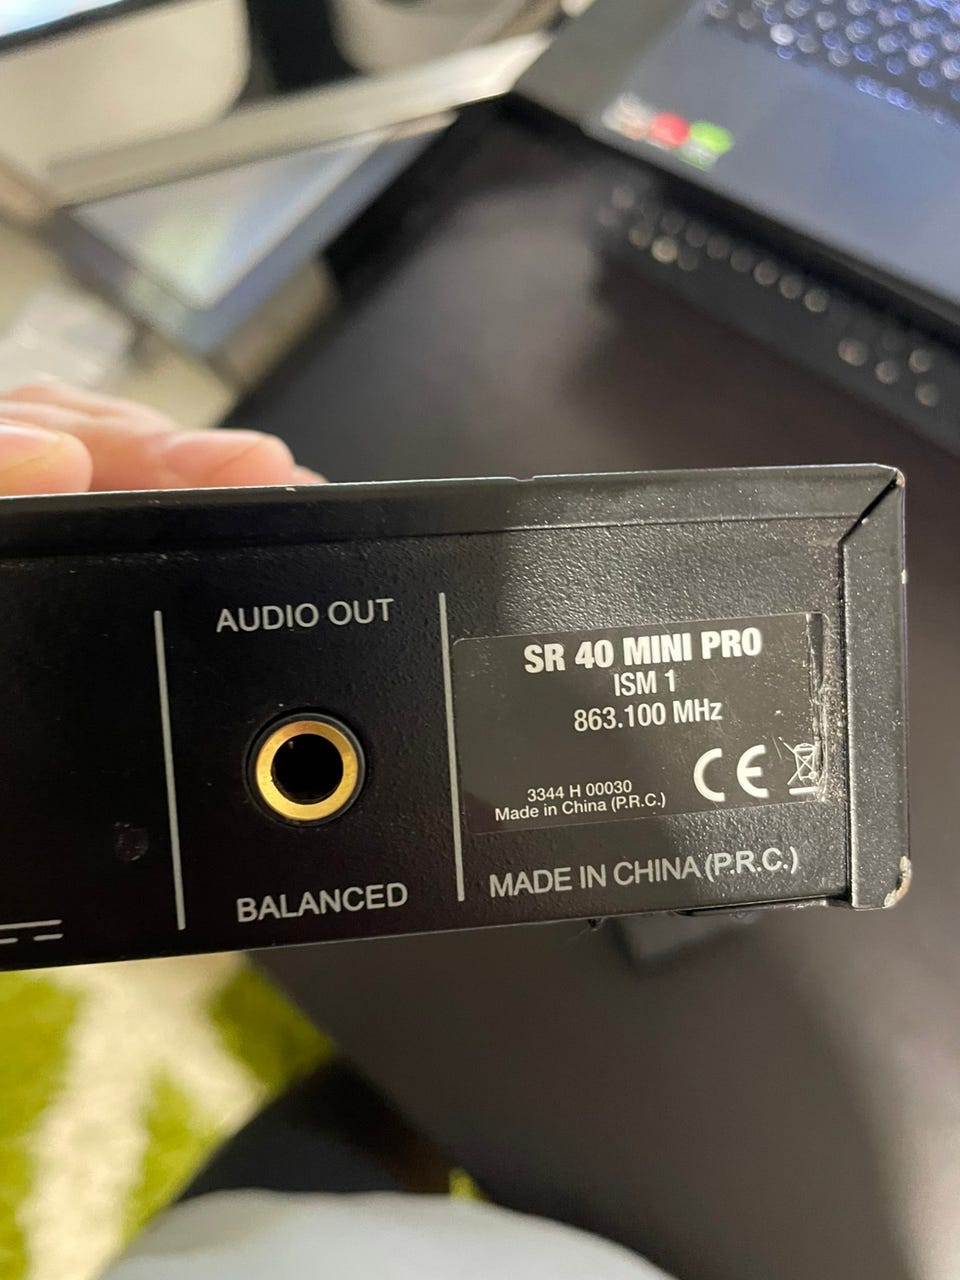 AUDIO OUT
BALANCED
SR 40 MINI PRO
ISM 1
863.100 MHz
3344 H 00030
Made in China (P.R.C.)
CE
MADE IN CHINA (P.R.C.)